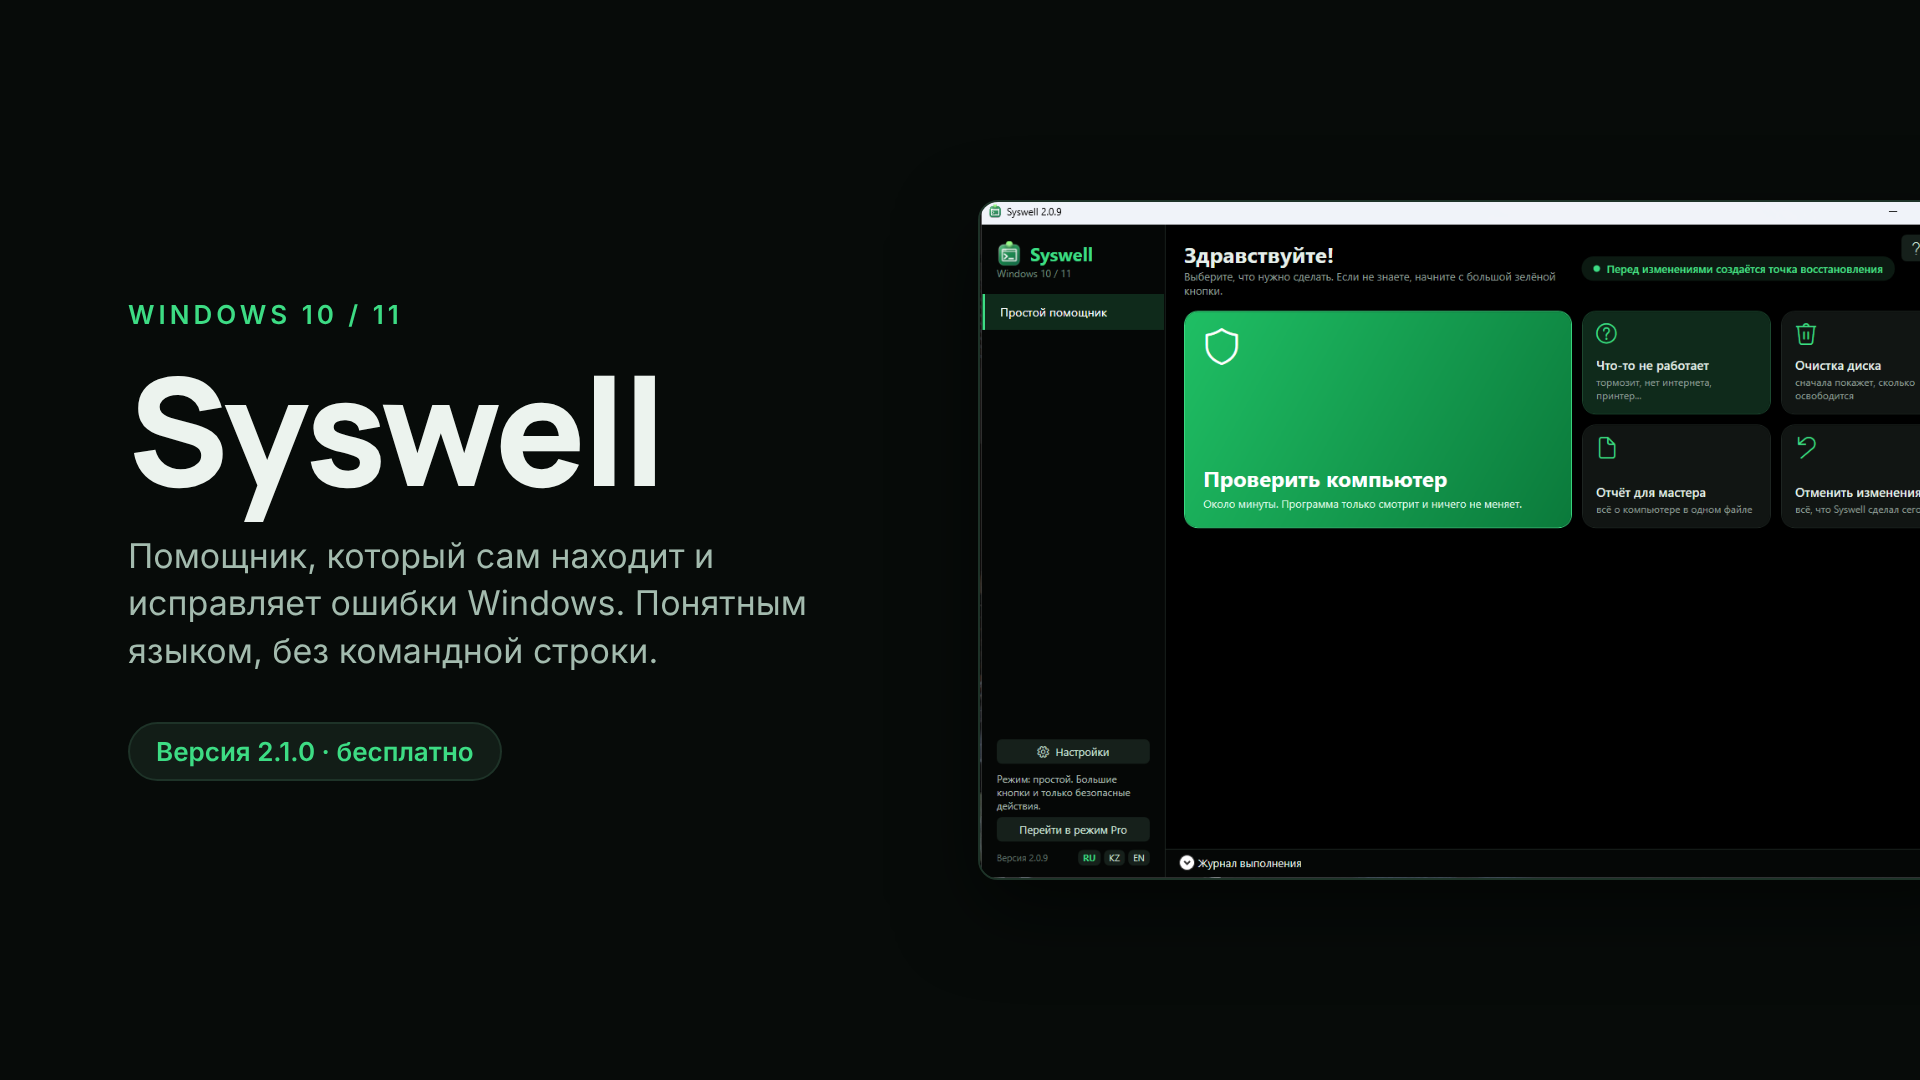 WINDOWS 10 / 11
Syswell
Помощник, который сам находит и
исправляет ошибки Windows. Понятным
языком, без командной строки.
Версия 2.1.0 · бесплатно
Syswell 2.0.9
Syswell
Windows 10 / 11
Простой помощник
Настройки
Режим: простой. Большие
кнопки и только безопасные
действия.
Перейти в режим Pro
Версия 2.0.9
RU KZ EN
Здравствуйте!
Выберите, что нужно сделать. Если не знаете, начните с большой зелёной
кнопки.
Перед изменениями создаётся точка восстановления
?
Проверить компьютер
Около минуты. Программа только смотрит и ничего не меняет.
Что-то не работает
тормозит, нет интернета,
принтер...
Очистка диска
сначала покажет, сколько
освободится
Отчёт для мастера
всё о компьютере в одном файле
Отменить изменения
всё, что Syswell сделал
Журнал выполнения